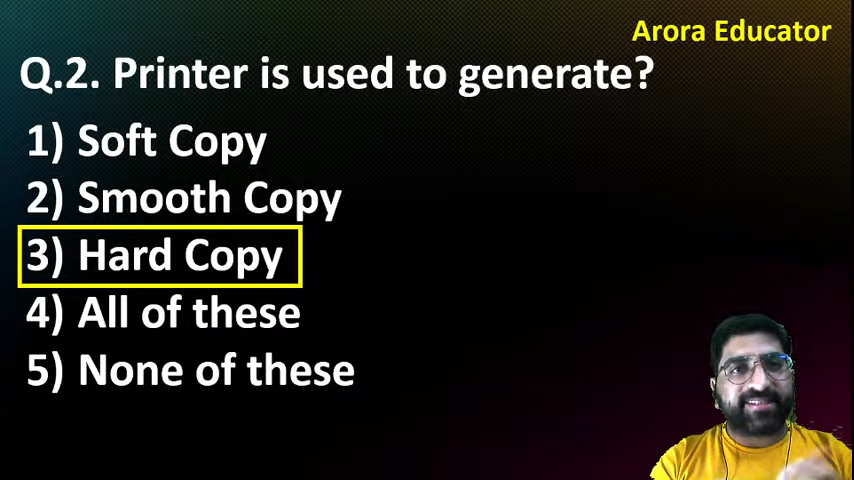 Arora Educator
Q.2. Printer is used to generate?
1) Soft Copy
2) Smooth Copy
3) Hard Copy
4) All of these
5) None of these